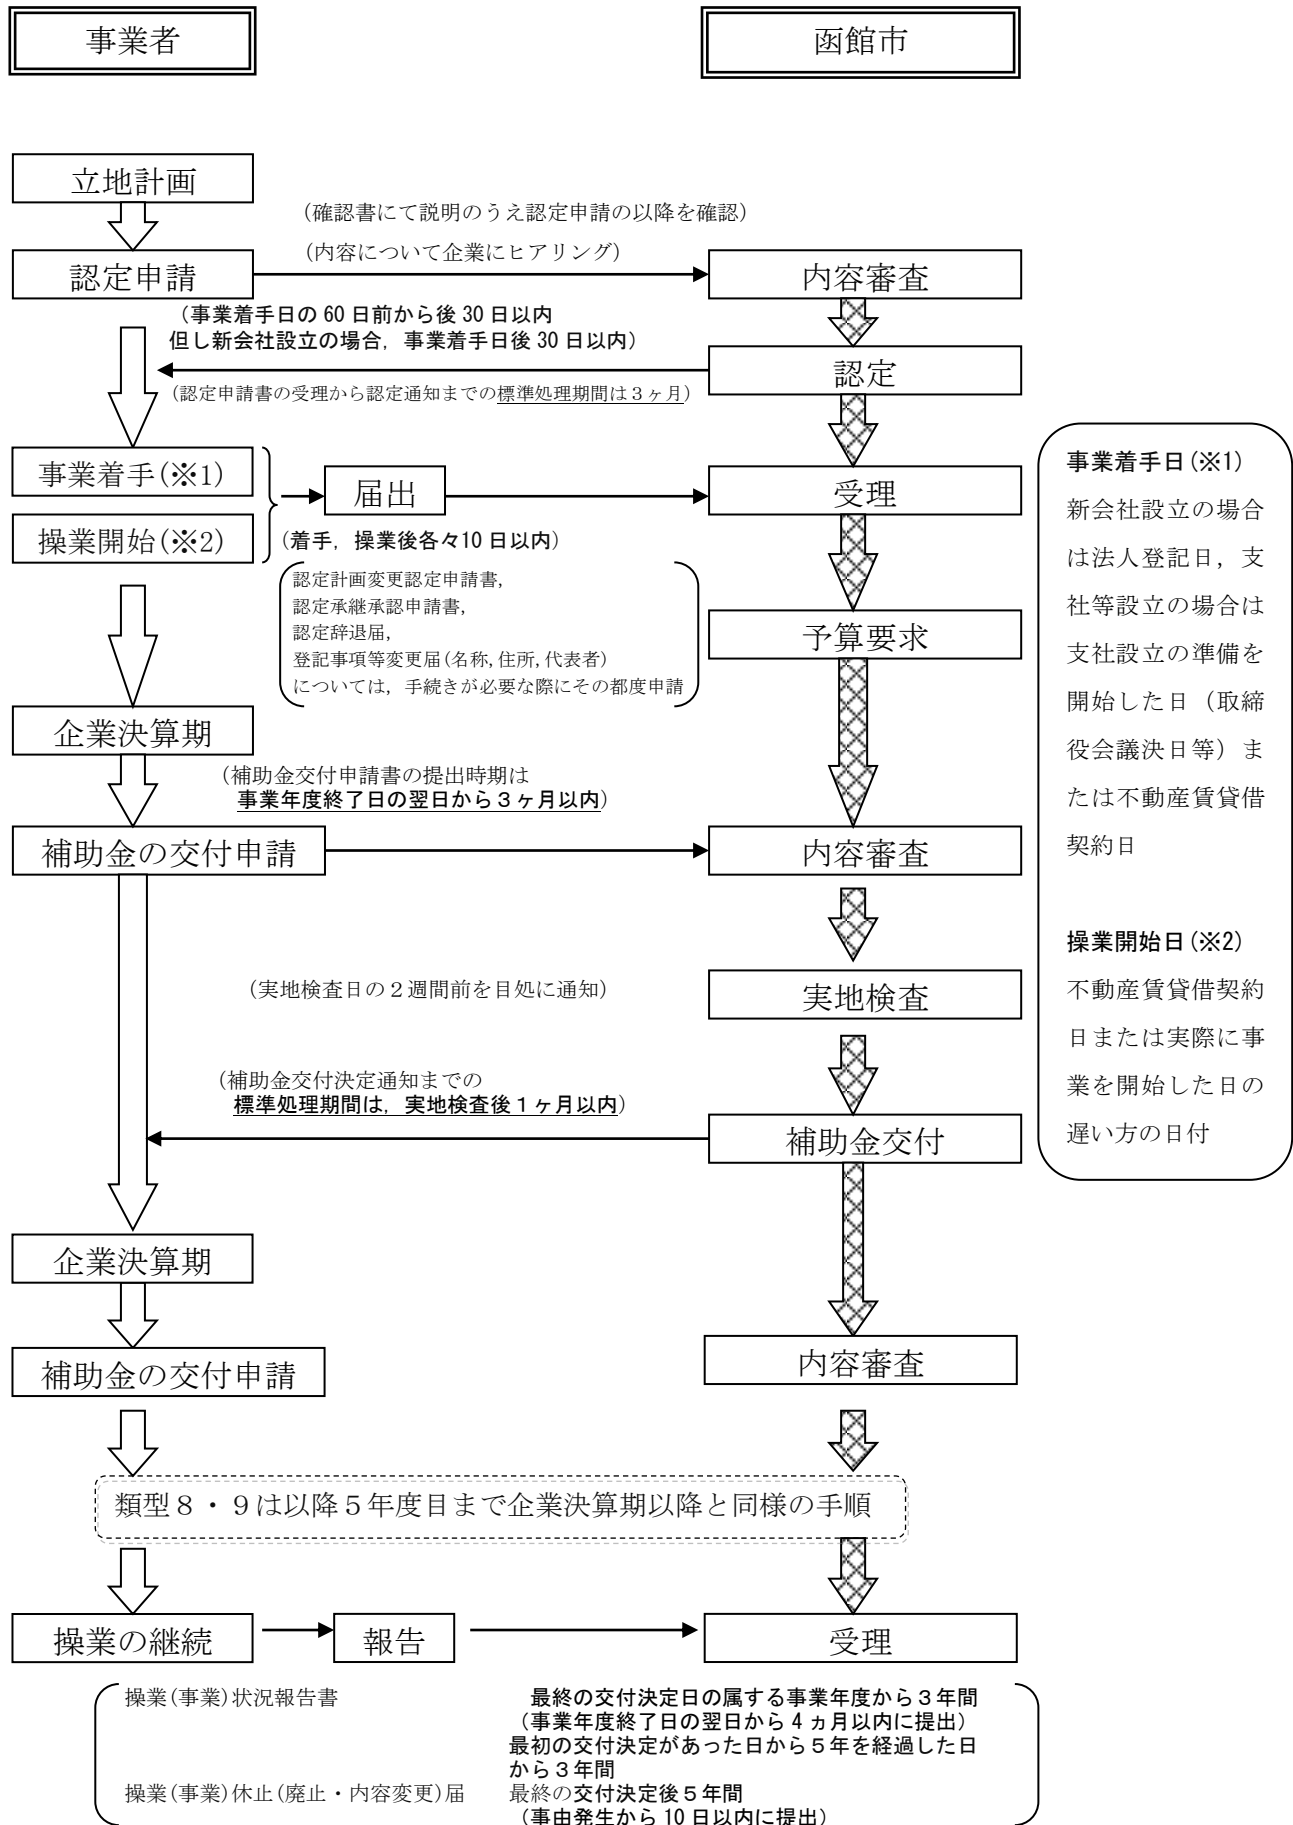 事業者
函館市
立地計画
(確認書にて説明のうえ認定申請の以降を確認)
(内容について企業にヒアリング)
認定申請
内容審査
(事業着手日の 60 日前から後 30 日以内
但し新会社設立の場合，事業着手日後 30 日以内)
認定
(認定申請書の受理から認定通知までの標準処理期間は３ヶ月)
事業着手(※1)
届出
受理
操業開始(※2)
(着手，操業後各々10 日以内)
認定計画変更認定申請書，
認定承継承認申請書，
認定辞退届，
登記事項等変更届(名称,住所,代表者)
については，手続きが必要な際にその都度申請
予算要求
企業決算期
(補助金交付申請書の提出時期は
事業年度終了日の翌日から３ヶ月以内)
補助金の交付申請
内容審査
(実地検査日の２週間前を目処に通知)
実地検査
(補助金交付決定通知までの
標準処理期間は，実地検査後１ヶ月以内)
補助金交付
事業着手日(※1)
新会社設立の場合
は法人登記日，支
社等設立の場合は
支社設立の準備を
開始した日（取締
役会議決日等）ま
たは不動産賃貸借
契約日
操業開始日(※2)
不動産賃貸借契約
日または実際に事
業を開始した日の
遅い方の日付
企業決算期
補助金の交付申請
内容審査
類型８・９は以降５年度目まで企業決算期以降と同様の手順
操業の継続
報告
受理
操業(事業)状況報告書
最終の交付決定日の属する事業年度から３年間
(事業年度終了日の翌日から４ヵ月以内に提出)
最初の交付決定があった日から５年を経過した日
から３年間
操業(事業)休止(廃止・内容変更)届
最終の交付決定後５年間
(事由発生から 10 日以内に提出)